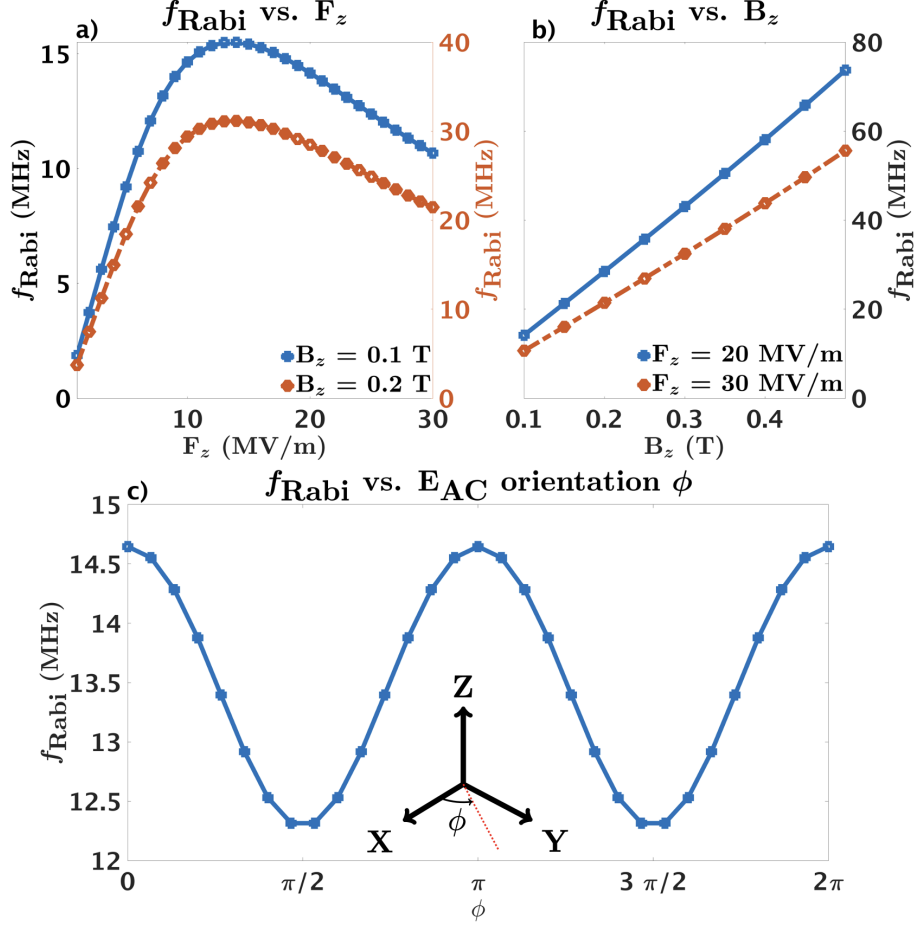 f_Rabi vs. F_z
a)
15
10
5
0
f_Rabi (MHz)
40
30
20
10
0
f_Rabi (MHz)
B_z = 0.1 T
B_z = 0.2 T
10
20
30
F_z (MV/m)
f_Rabi vs. B_z
b)
80
60
40
20
0
f_Rabi (MHz)
F_z = 20 MV/m
F_z = 30 MV/m
0.1
0.2
0.3
0.4
B_z (T)
f_Rabi vs. E_AC orientation ϕ
c)
15
14.5
14
13.5
13
12.5
12
f_Rabi (MHz)
Z
X
ϕ
Y
0
π/2
π
3 π/2
2π
ϕ